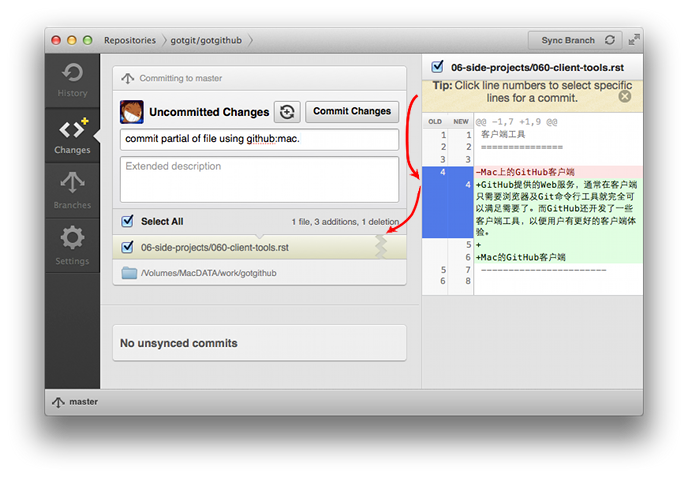 Repositories gotgit/gotgithub
Sync Branch
History
Changes
Branches
Settings
Committing to master
Uncommitted Changes
Commit Changes
commit partial of file using github:mac.
Extended description
Select All
1 file, 3 additions, 1 deletion
06-side-projects/060-client-tools.rst
/Volumes/MacDATA/work/gotgithub
No unsynced commits
master
06-side-projects/060-client-tools.rst
Tip: Click line numbers to select specific
lines for a commit.
OLD NEW @@ -1,7 +1,9 @@
1 1 客户端工具
2 2 ===============
3 3
4 -Mac上的GitHub客户端
4 +GitHub提供的Web服务，通常在客户端
只需要浏览器及Git命令行工具就完全可
以满足需要了。而GitHub还开发了一些
客户端工具，以便用户有更好的客户端体
验。
5 +
6 +Mac的GitHub客户端
5 7 -----------------------
6 8